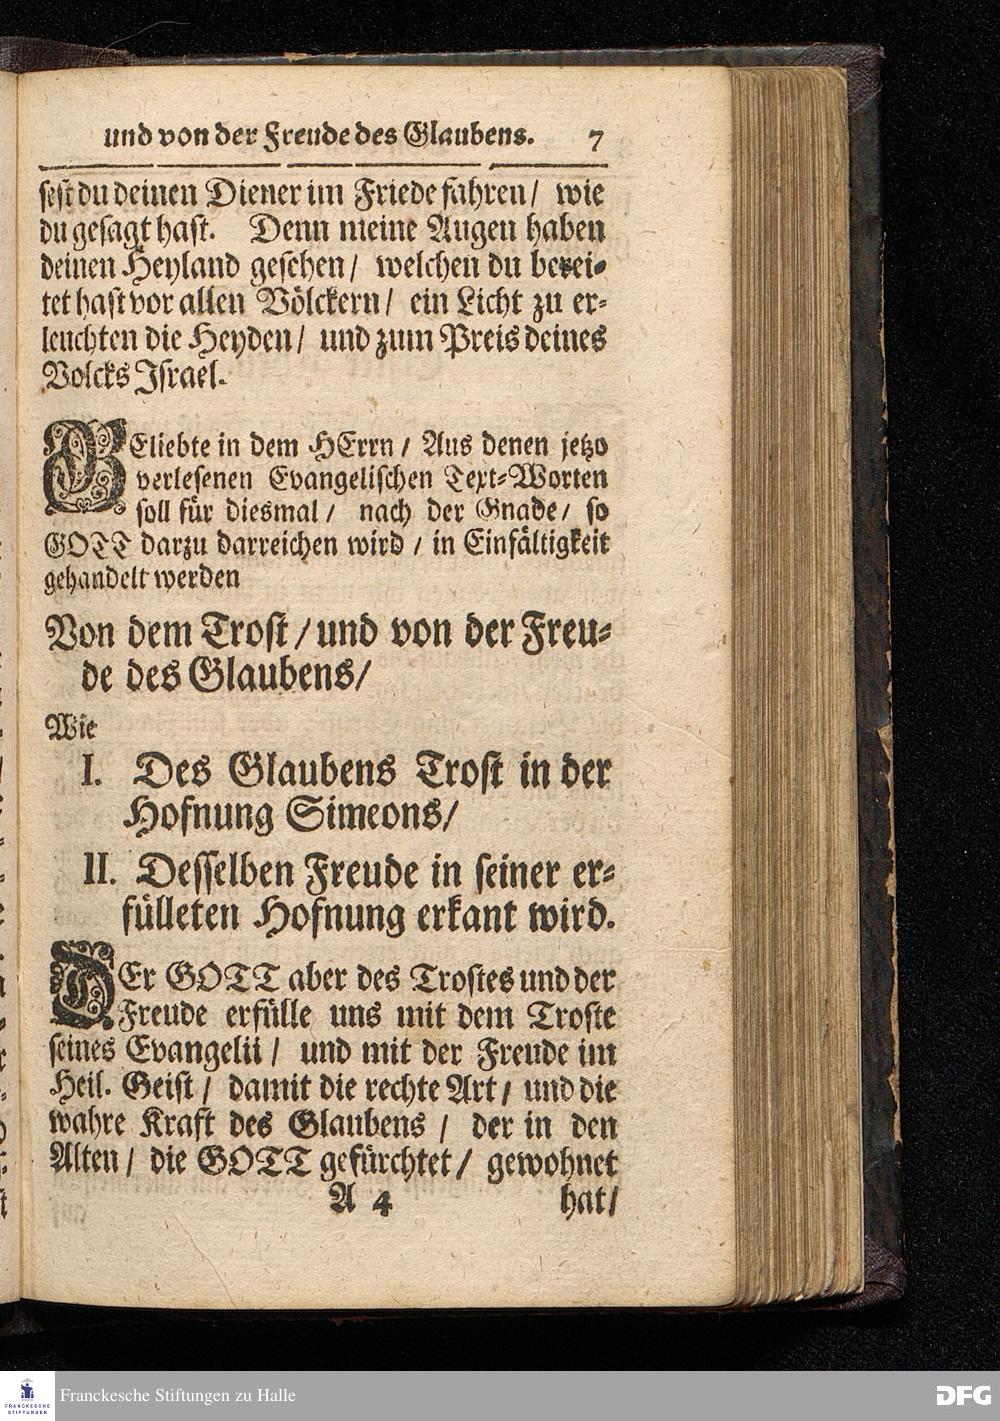 und von der Freude des Glaubens. 7
sest du deinen Diener im Friede fahren/ wie
du gesagt hast. Denn meine Augen haben
deinen Heyland gesehen/ welchen du berei-
tet hast vor allen Völckern/ ein Licht zu er-
leuchten die Heyden/ und zum Preis deines
Volcks Israel.
GEliebte in dem HErrn/ Aus denen jetzo
verlesenen Evangelischen Text-Worten
soll für diesmal/ nach der Gnade/ so
GOTT darzu darreichen wird/ in Einfältigkeit
gehandelt werden
Von dem Trost/ und von der Freu-
de des Glaubens/
Wie
I. Des Glaubens Trost in der
Hofnung Simeons/
II. Desselben Freude in seiner er-
fülleten Hofnung erkant wird.
DEr GOTT aber des Trostes und der
Freude erfülle uns mit dem Troste
seines Evangelii/ und mit der Freude im
Heil. Geist/ damit die rechte Art/ und die
wahre Kraft des Glaubens/ der in den
Alten/ die GOTT gefürchtet/ gewohnet
A 4 hat/
FRANCKESCHE STIFTUNGEN
Franckesche Stiftungen zu Halle
DFG